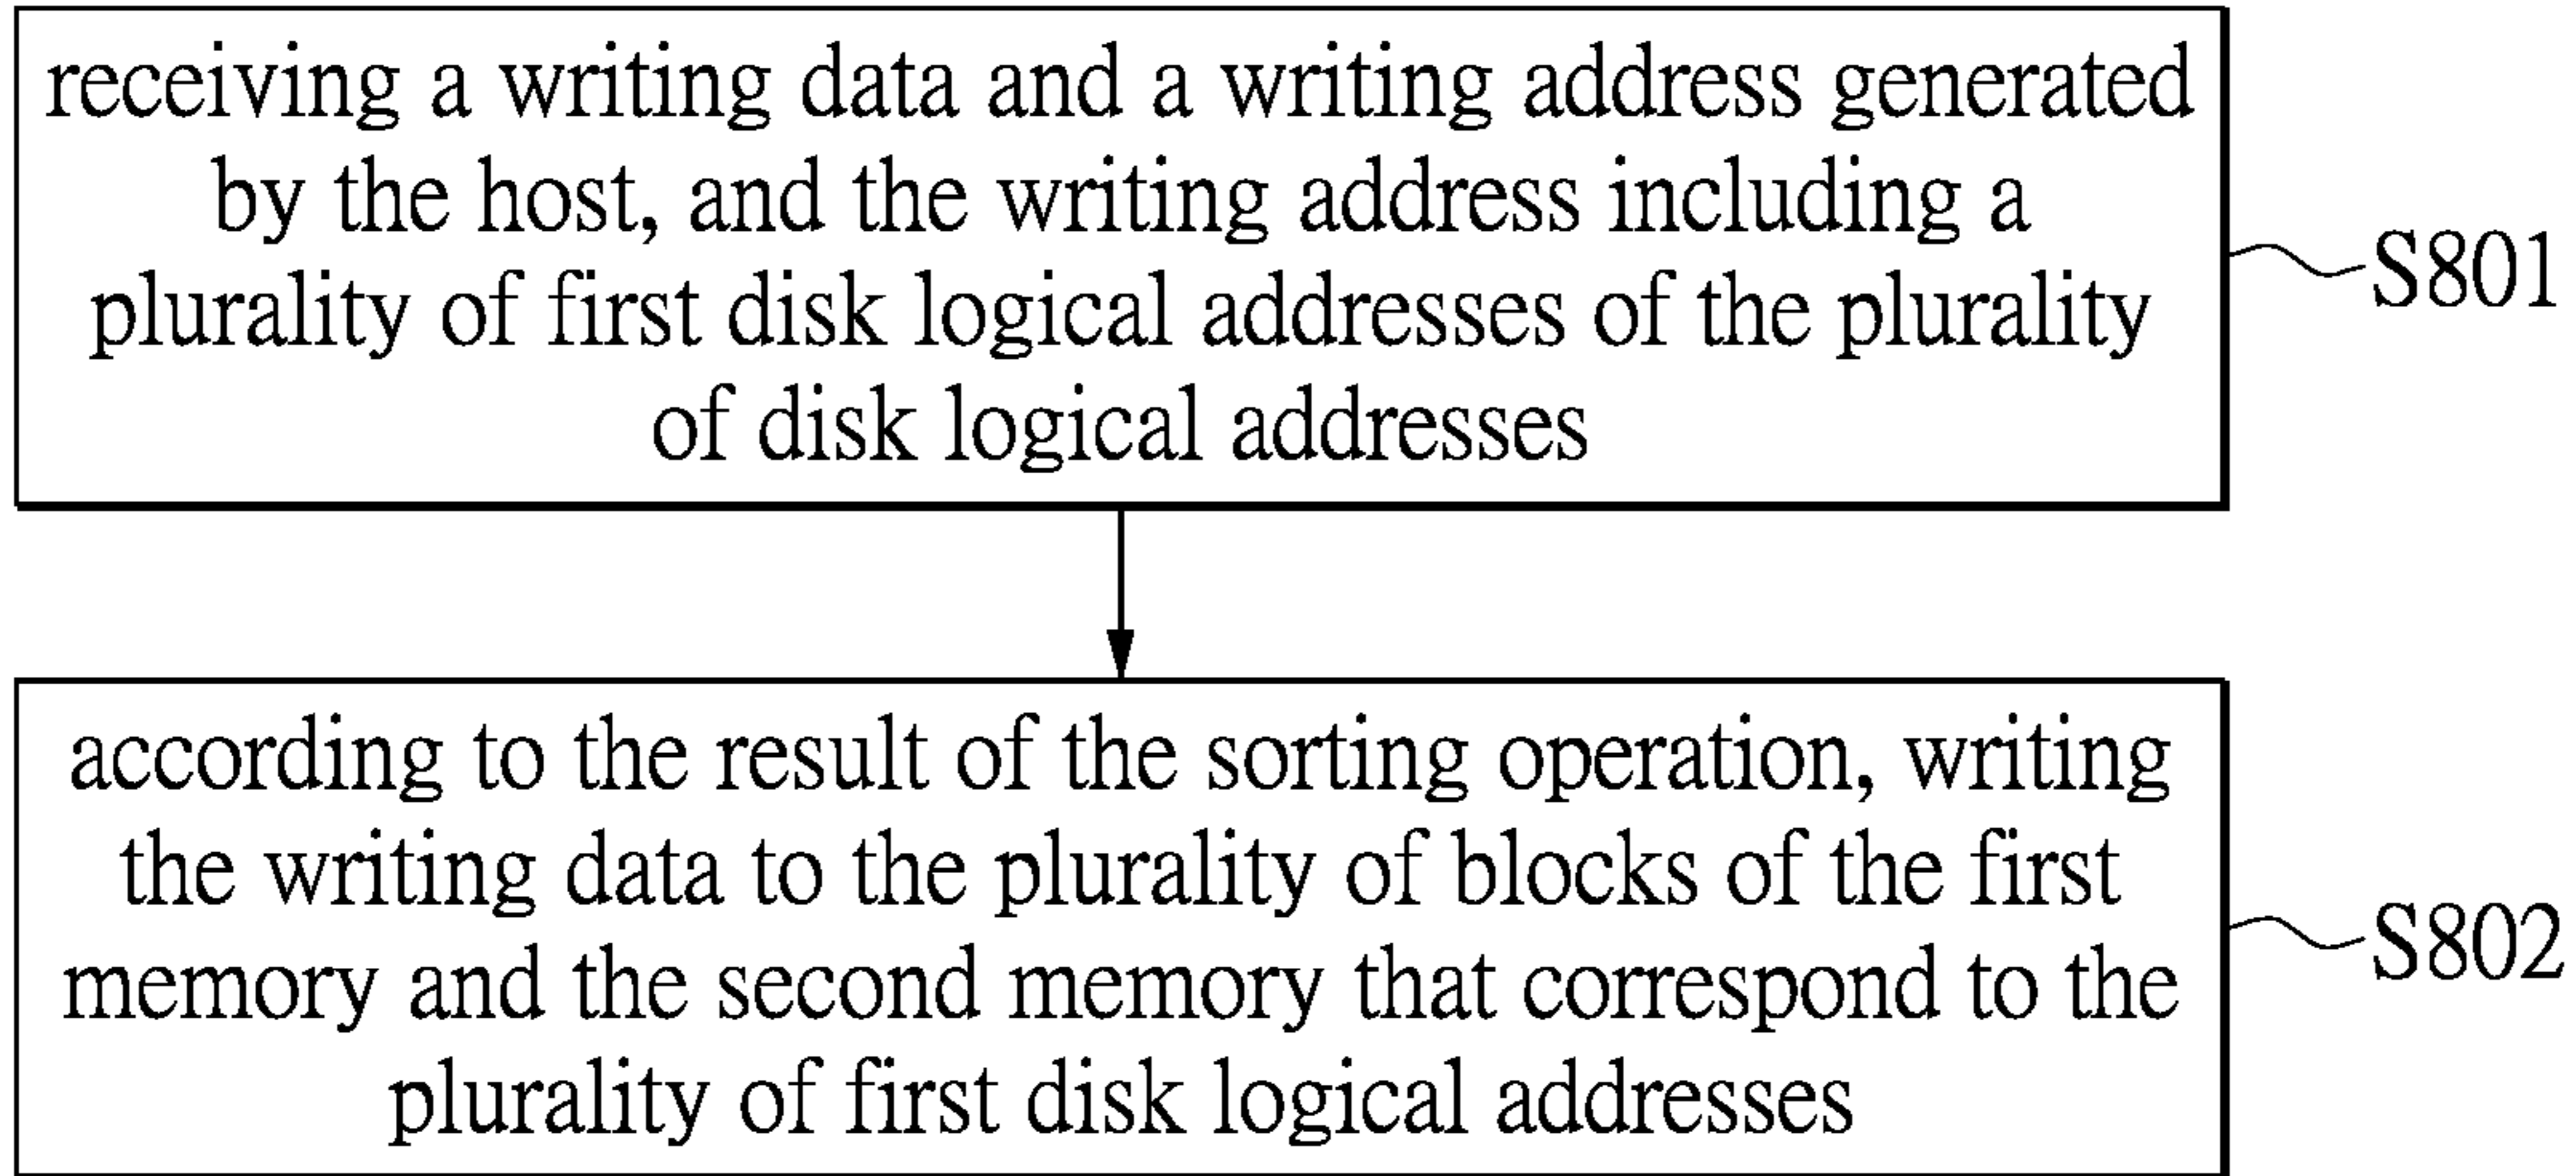 receiving a writing data and a writing address generated
by the host, and the writing address including a
plurality of first disk logical addresses of the plurality
of disk logical addresses
S801
according to the result of the sorting operation, writing
the writing data to the plurality of blocks of the first
memory and the second memory that correspond to the
plurality of first disk logical addresses
S802